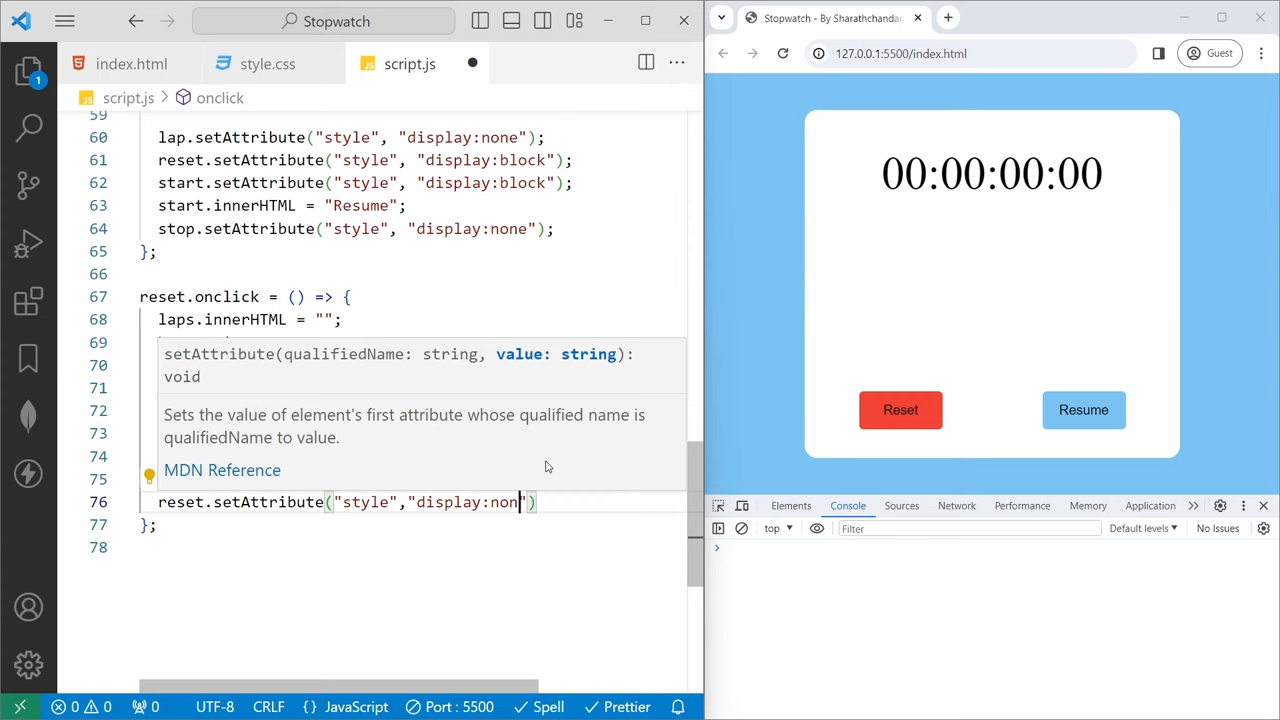 Stopwatch
Stopwatch - By Sharathchandar
index.html
style.css
script.js
127.0.0.1:5500/index.html
Guest
script.js
onclick
1
59
60 lap.setAttribute("style", "display:none");
61 reset.setAttribute("style", "display:block");
62 start.setAttribute("style", "display:block");
63 start.innerHTML = "Resume";
64 stop.setAttribute("style", "display:none");
65 };
66
67 reset.onclick = () => {
68 laps.innerHTML = "";
69
70
71
72
73
74
75
setAttribute(qualifiedName: string, value: string):
void
Sets the value of element's first attribute whose qualified name is
qualifiedName to value.
MDN Reference
76 reset.setAttribute("style","display:non")
77 };
78
00:00:00:00
Reset
Resume
Elements
Console
Sources
Network
Performance
Memory
Application
top
Filter
Default levels
No Issues
0
0
0
UTF-8
CRLF
{ } JavaScript
Port : 5500
Spell
Prettier